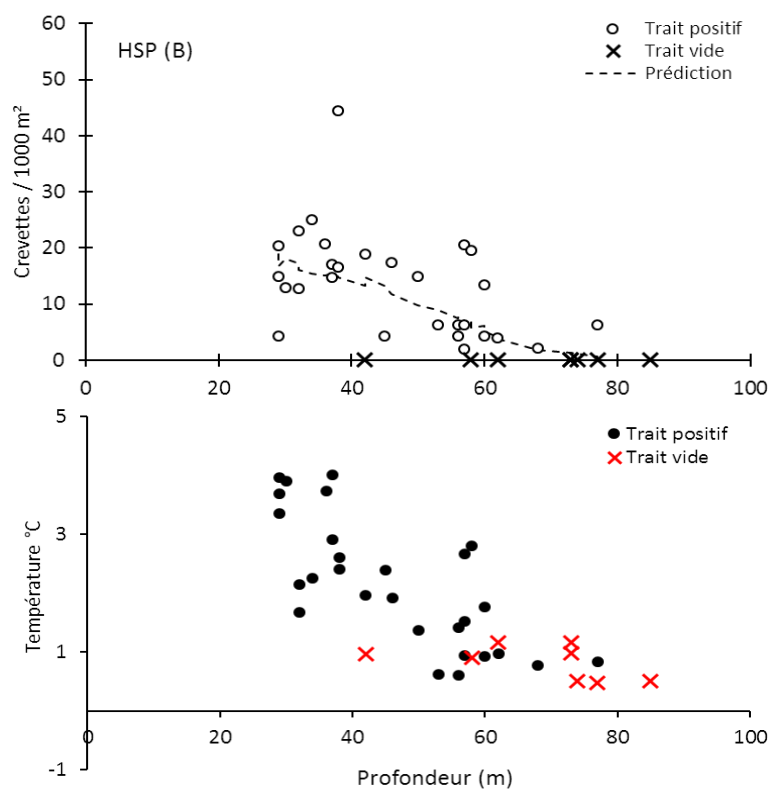 HSP (B)
Trait positif
Trait vide
Prédiction
Crevettes / 1000 m²
60
50
40
30
20
10
0
0 20 40 60 80 100
Trait positif
Trait vide
Température °C
5
3
1
-1
0 20 40 60 80 100
Profondeur (m)